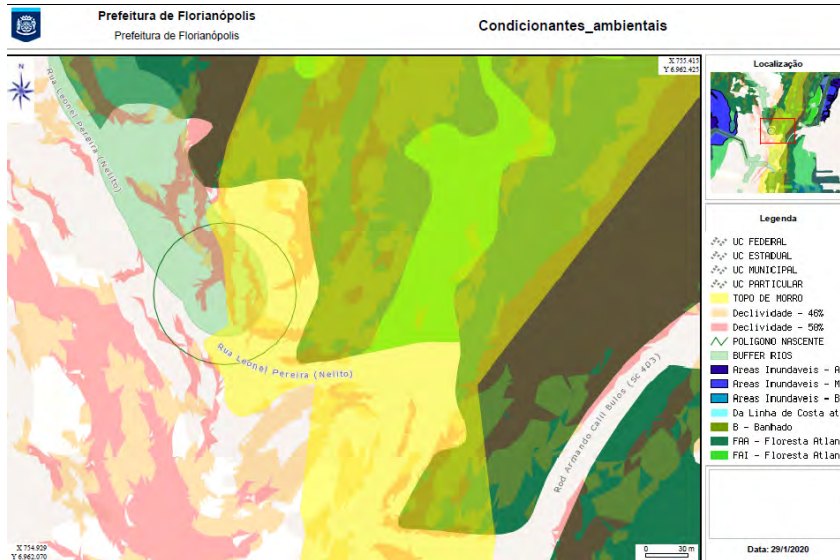 Prefeitura de Florianópolis
Prefeitura de Florianópolis
Condicionantes_ambientais
N
X 755.415
Y 6.962.425
Rua Leonel Pereira (Nelito)
Rua Leonel Pereira (Nelito)
Rod Armando Calil Bulos (Sc 403)
X 754.929
Y 6.962.070
0 30 m
Localização
Legenda
UC FEDERAL
UC ESTADUAL
UC MUNICIPAL
UC PARTICULAR
TOPO DE MORRO
Declividade - 46%
Declividade - 50%
POLIGONO NASCENTE
BUFFER RIOS
Areas Inundaveis - A
Areas Inundaveis - M
Areas Inundaveis - B
Da Linha de Costa at
B - Banhado
FAA - Floresta Atlan
FAI - Floresta Atlan
Data: 29/1/2020